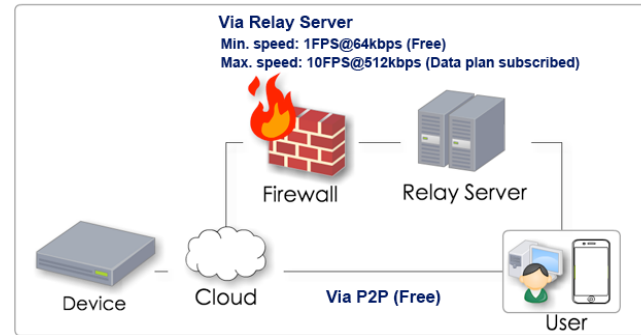 Via Relay Server
Min. speed: 1FPS@64kbps (Free)
Max. speed: 10FPS@512kbps (Data plan subscribed)
Firewall
Relay Server
Device
Cloud
Via P2P (Free)
User